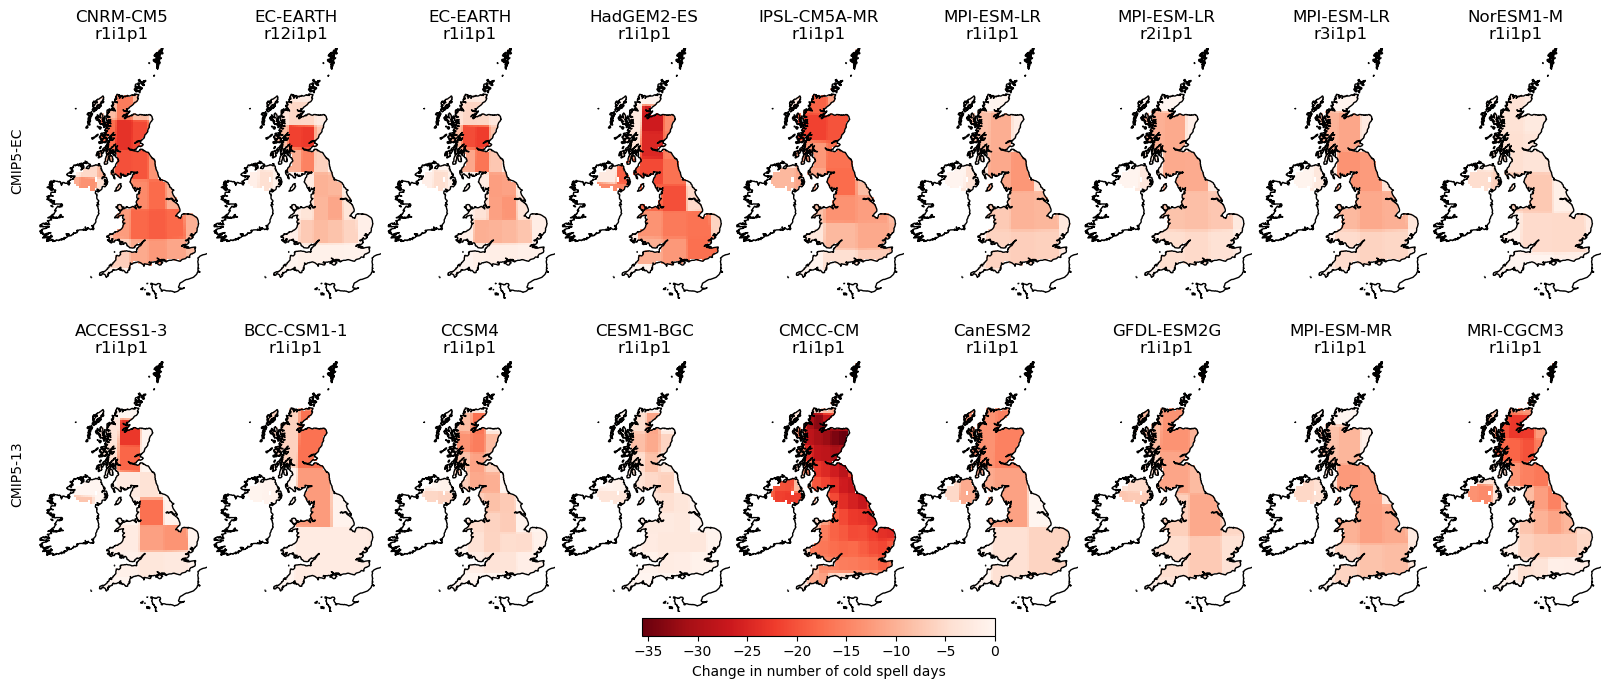 CNRM-CM5 EC-EARTH EC-EARTH HadGEM2-ES IPSL-CM5A-MR MPI-ESM-LR MPI-ESM-LR MPI-ESM-LR NorESM1-M
r1i1p1 r12i1p1 r1i1p1 r1i1p1 r1i1p1 r1i1p1 r2i1p1 r3i1p1 r1i1p1
CMIP5-EC
ACCESS1-3 BCC-CSM1-1 CCSM4 CESM1-BGC CMCC-CM CanESM2 GFDL-ESM2G MPI-ESM-MR MRI-CGCM3
r1i1p1 r1i1p1 r1i1p1 r1i1p1 r1i1p1 r1i1p1 r1i1p1 r1i1p1 r1i1p1
CMIP5-13
−35 −30 −25 −20 −15 −10 −5 0
Change in number of cold spell days